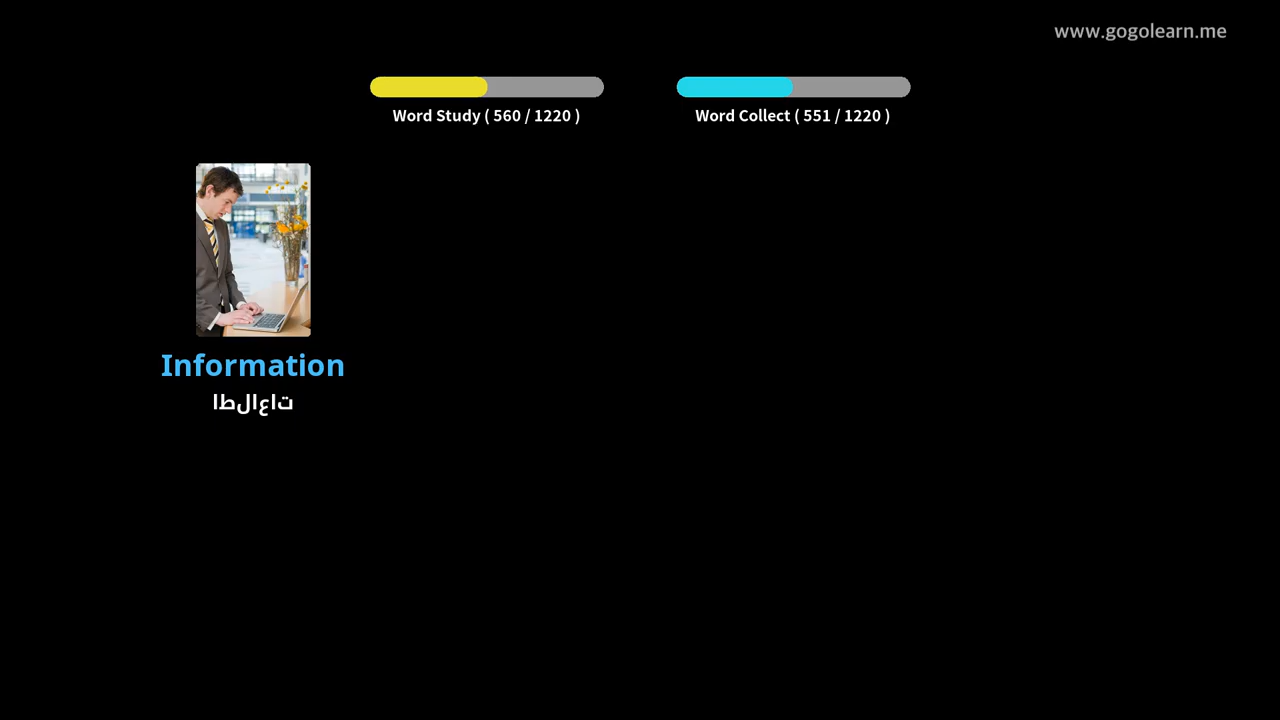 www.gogolearn.me
Word Study ( 560 / 1220 )
Word Collect ( 551 / 1220 )
Information
اطلاعات